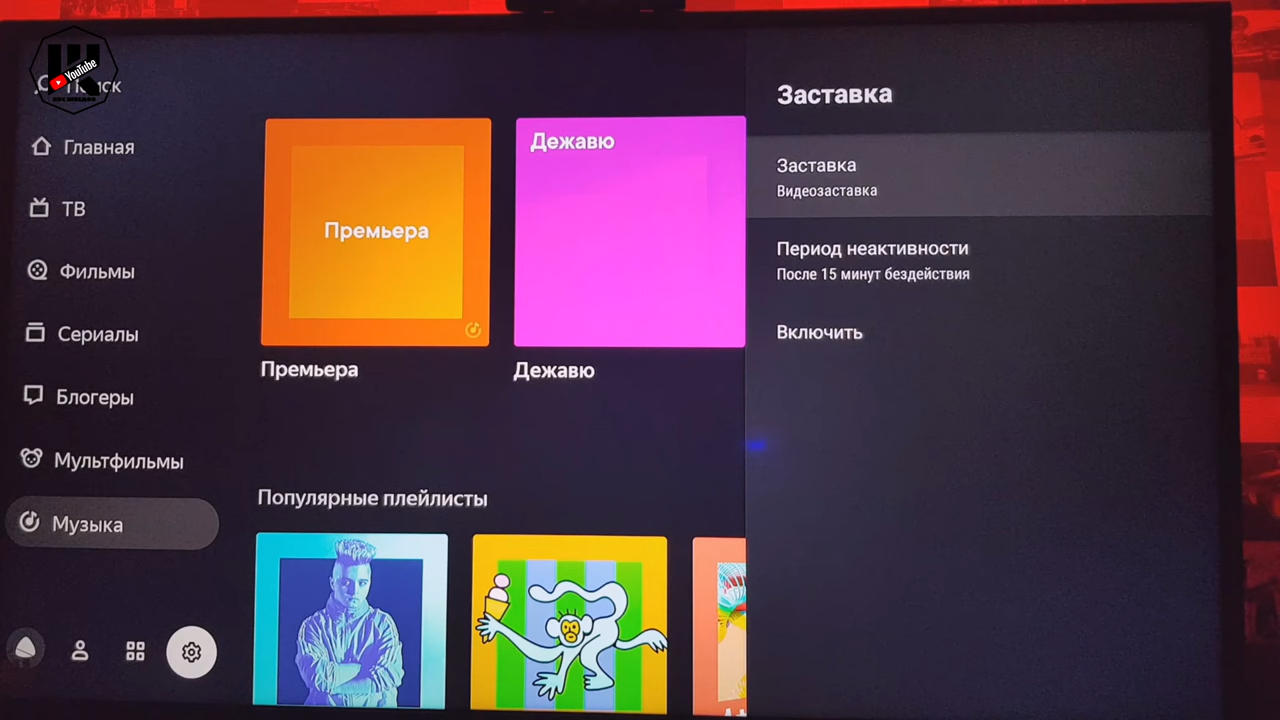 YouTube
Поиск
Главная
ТВ
Фильмы
Сериалы
Блогеры
Мультфильмы
Музыка
Премьера
Премьера
Дежавю
Дежавю
Популярные плейлисты
Заставка
Заставка
Видеозаставка
Период неактивности
После 15 минут бездействия
Включить